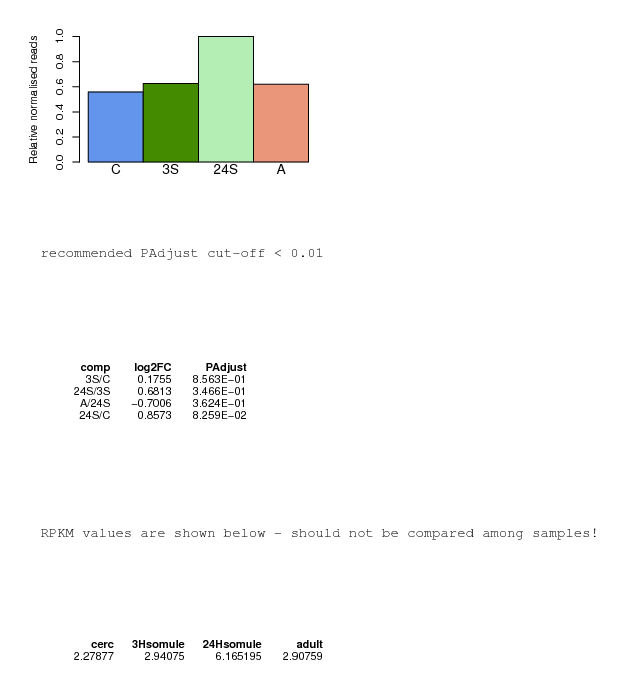 Relative normalised reads
1.0
0.8
0.6
0.4
0.2
0.0
C 3S 24S A
recommended PAdjust cut-off < 0.01
comp log2FC PAdjust
3S/C 0.1755 8.563E-01
24S/3S 0.6813 3.466E-01
A/24S -0.7006 3.624E-01
24S/C 0.8573 8.259E-02
RPKM values are shown below - should not be compared among samples!
cerc 3Hsomule 24Hsomule adult
2.27877 2.94075 6.165195 2.90759